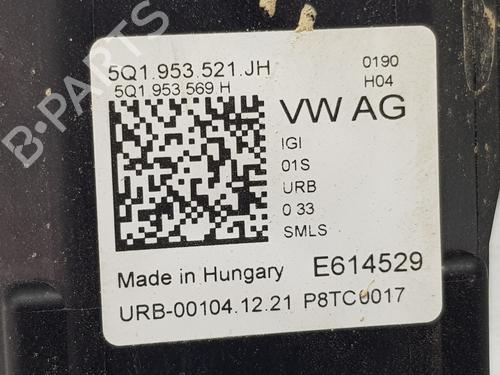 5Q1.953.521.JH 0190
5Q1 953 569 H H04
VW AG
IGI
01S
URB
0 33
SMLS
Made in Hungary E614529
URB-00104.12.21 P8TC0017
B-PARTS